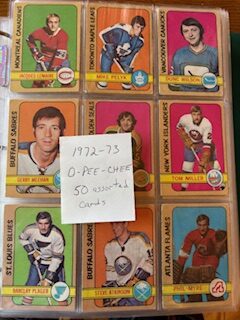 MONTREAL CANADIENS
JACQUES LEMAIRE
TORONTO MAPLE LEAFS
MIKE PELYK
VANCOUVER CANUCKS
DUNC WILSON
BUFFALO SABRES
GERRY MEEHAN
GOLDEN SEALS
NEW YORK ISLANDERS
TOM MILLER
1972-73
O-PEE-CHEE
50 assorted
cards
ST. LOUIS BLUES
BARCLAY PLAGER
BUFFALO SABRES
STEVE ATKINSON
ATLANTA FLAMES
PHIL MYRE